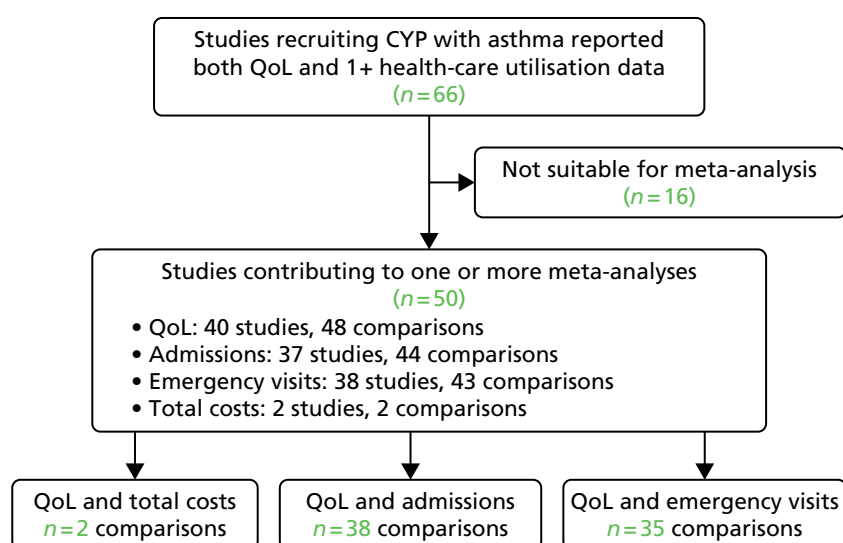 Studies recruiting CYP with asthma reported
both QoL and 1+ health-care utilisation data
(n=66)
Not suitable for meta-analysis
(n=16)
Studies contributing to one or more meta-analyses
(n=50)
• QoL: 40 studies, 48 comparisons
• Admissions: 37 studies, 44 comparisons
• Emergency visits: 38 studies, 43 comparisons
• Total costs: 2 studies, 2 comparisons
QoL and total costs
n=2 comparisons
QoL and admissions
n=38 comparisons
QoL and emergency visits
n=35 comparisons